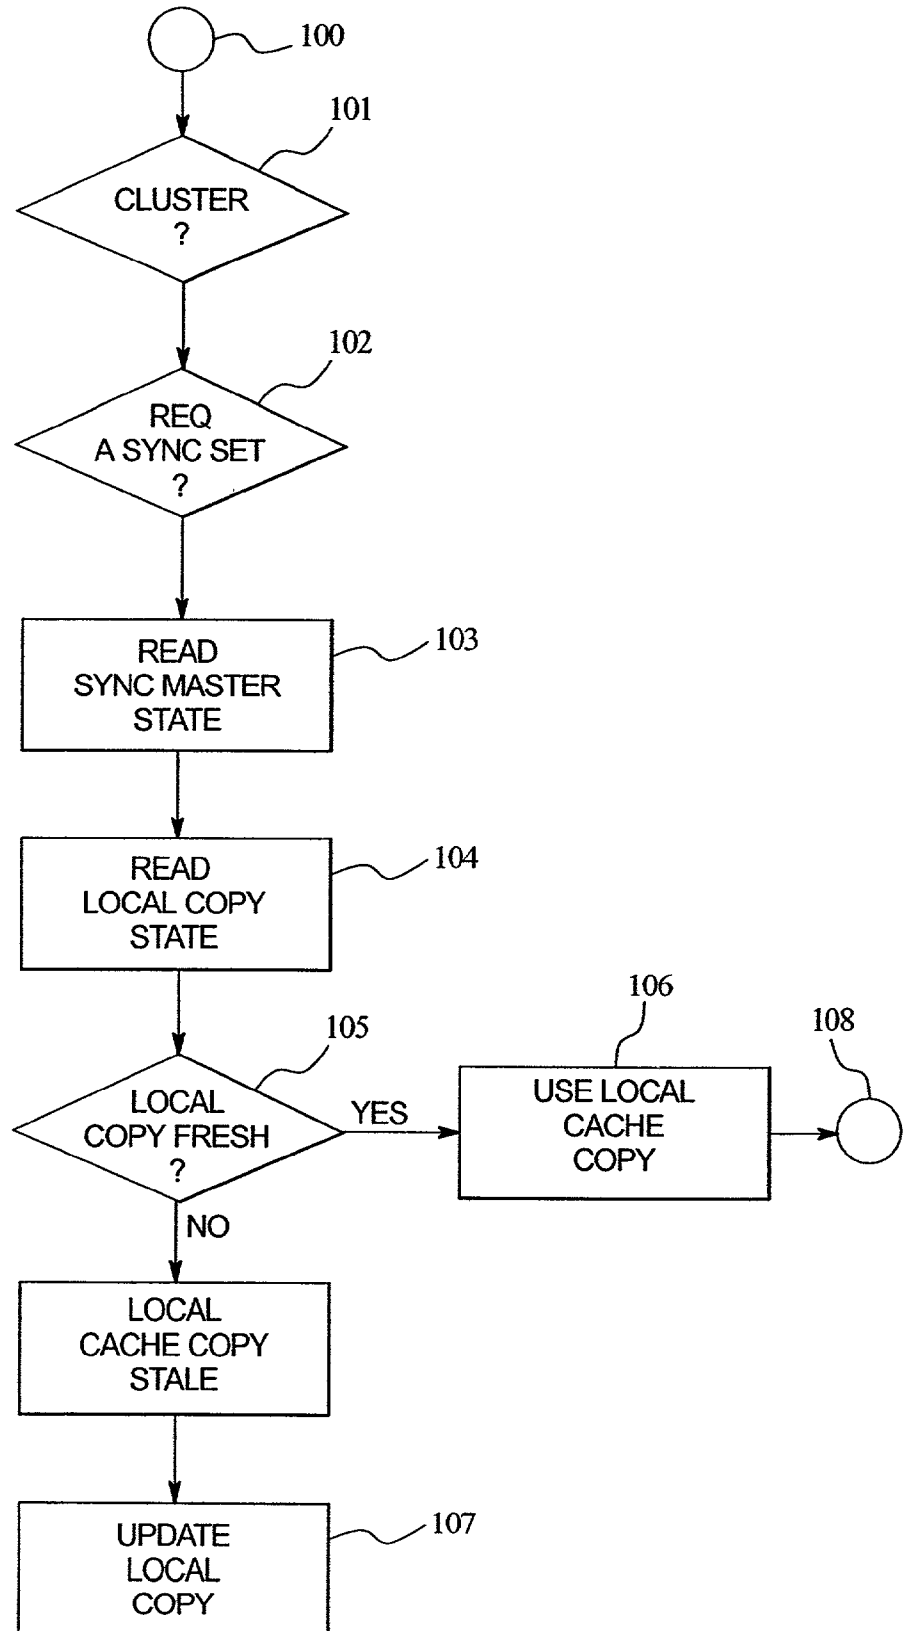 100
101
CLUSTER
?
102
REQ
A SYNC SET
?
103
READ
SYNC MASTER
STATE
104
READ
LOCAL COPY
STATE
105
LOCAL
COPY FRESH
?
YES
106
USE LOCAL
CACHE
COPY
108
NO
LOCAL
CACHE COPY
STALE
107
UPDATE
LOCAL
COPY